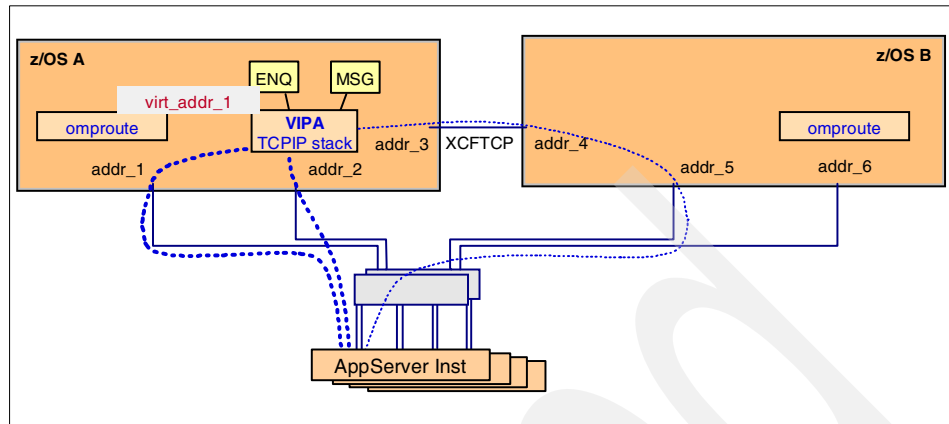 z/OS A
z/OS B
ENQ
MSG
virt_addr_1
omproute
VIPA
TCPIP stack
addr_3
XCFTCP
addr_4
omproute
addr_1
addr_2
addr_5
addr_6
AppServer Inst